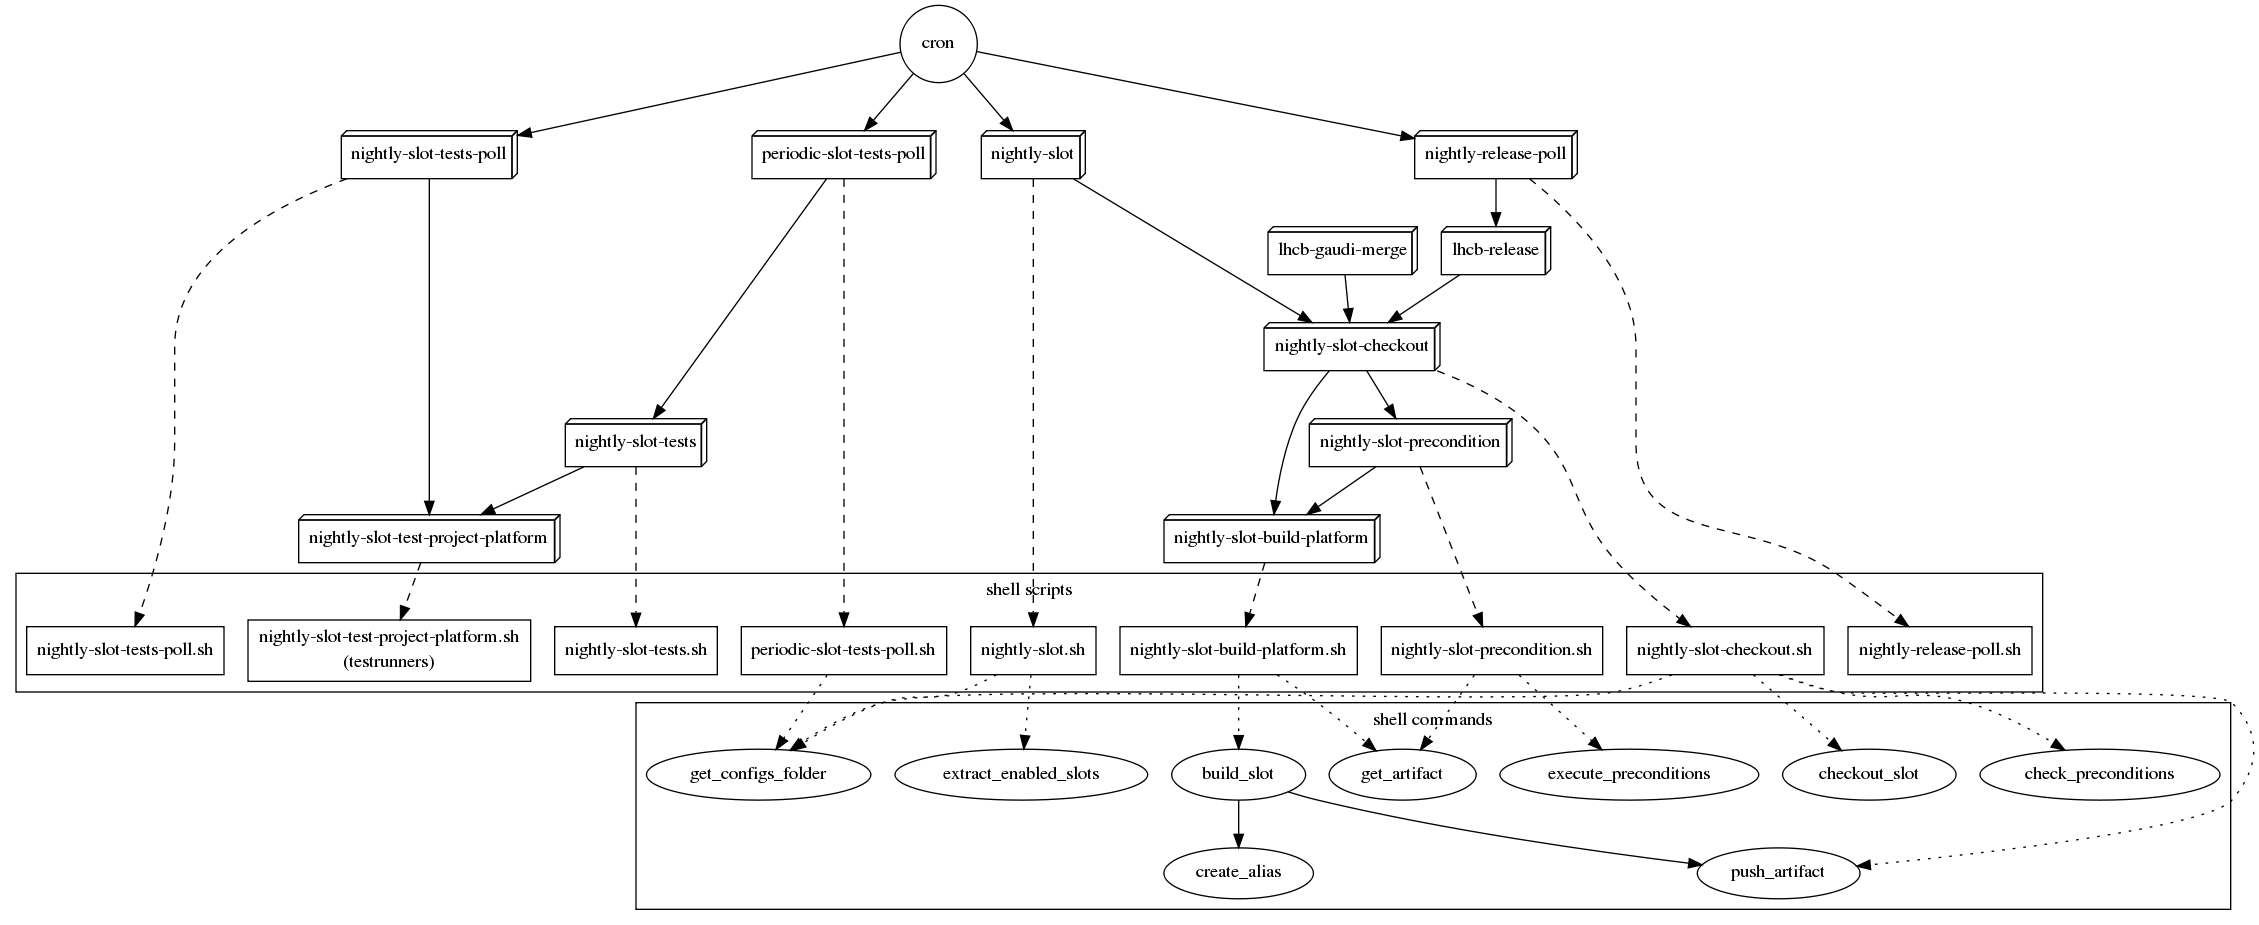 cron
nightly-slot-tests-poll
periodic-slot-tests-poll
nightly-slot
nightly-release-poll
lhcb-gaudi-merge
lhcb-release
nightly-slot-checkout
nightly-slot-tests
nightly-slot-precondition
nightly-slot-test-project-platform
nightly-slot-build-platform
shell scripts
nightly-slot-tests-poll.sh
nightly-slot-test-project-platform.sh
(testrunners)
nightly-slot-tests.sh
periodic-slot-tests-poll.sh
nightly-slot.sh
nightly-slot-build-platform.sh
nightly-slot-precondition.sh
nightly-slot-checkout.sh
nightly-release-poll.sh
shell commands
get_configs_folder
extract_enabled_slots
build_slot
get_artifact
execute_preconditions
checkout_slot
check_preconditions
create_alias
push_artifact